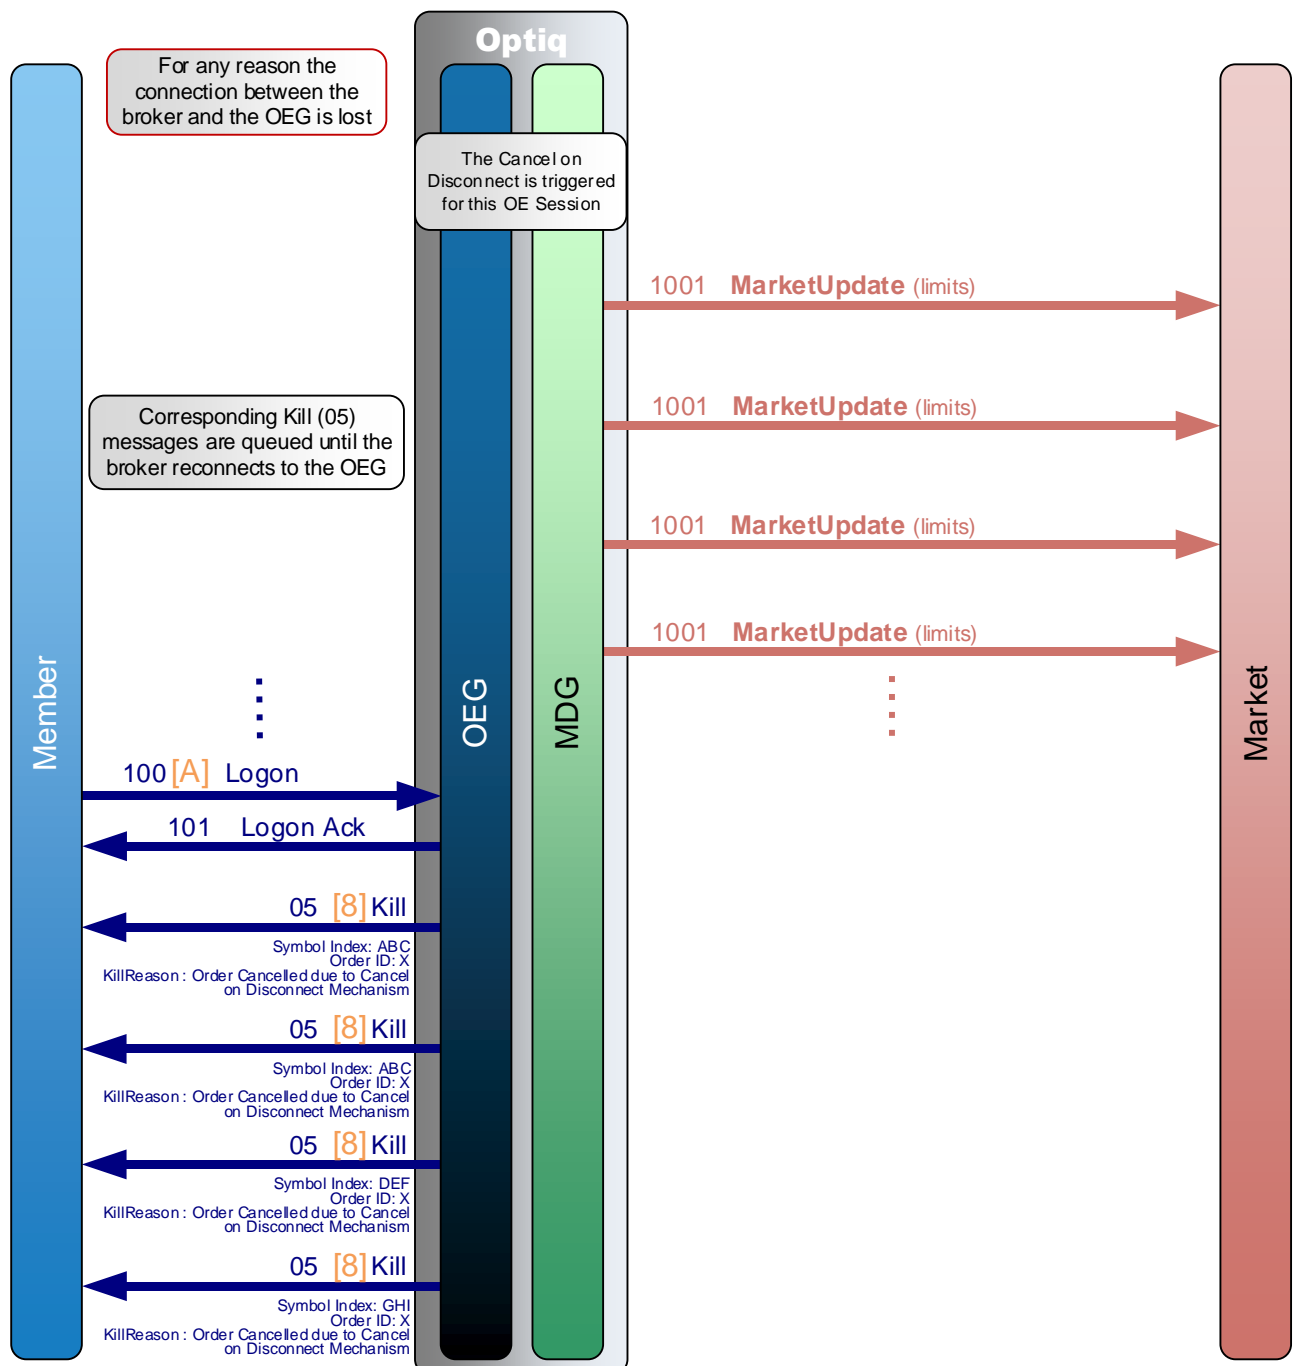 Optiq
For any reason the
connection between the
broker and the OEG is lost
The Cancel on
Disconnect is triggered
for this OE Session
1001 MarketUpdate (limits)
1001 MarketUpdate (limits)
Corresponding Kill (05)
messages are queued until the
broker reconnects to the OEG
1001 MarketUpdate (limits)
1001 MarketUpdate (limits)
Member
OEG
MDG
Market
100 [A] Logon
101 Logon Ack
05 [8] Kill
Symbol Index: ABC
Order ID: X
KillReason : Order Cancelled due to Cancel
on Disconnect Mechanism
05 [8] Kill
Symbol Index: ABC
Order ID: X
KillReason : Order Cancelled due to Cancel
on Disconnect Mechanism
05 [8] Kill
Symbol Index: DEF
Order ID: X
KillReason : Order Cancelled due to Cancel
on Disconnect Mechanism
05 [8] Kill
Symbol Index: GHI
Order ID: X
KillReason : Order Cancelled due to Cancel
on Disconnect Mechanism